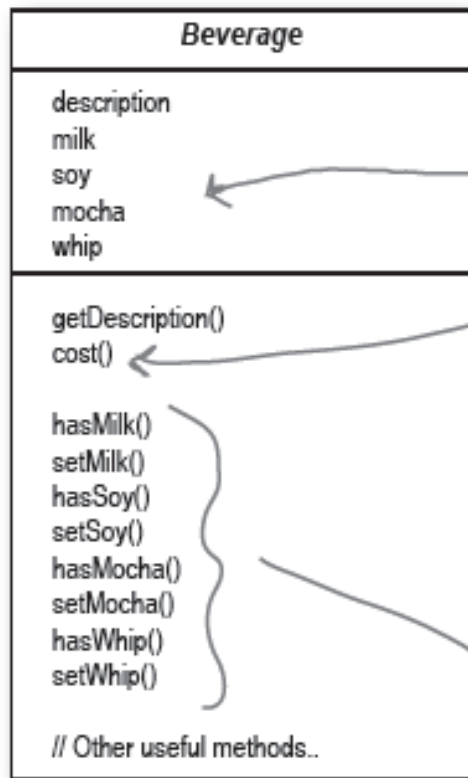 Beverage
description
milk
soy
mocha
whip
getDescription()
cost()
hasMilk()
setMilk()
hasSoy()
setSoy()
hasMocha()
setMocha()
hasWhip()
setWhip()
// Other useful methods..